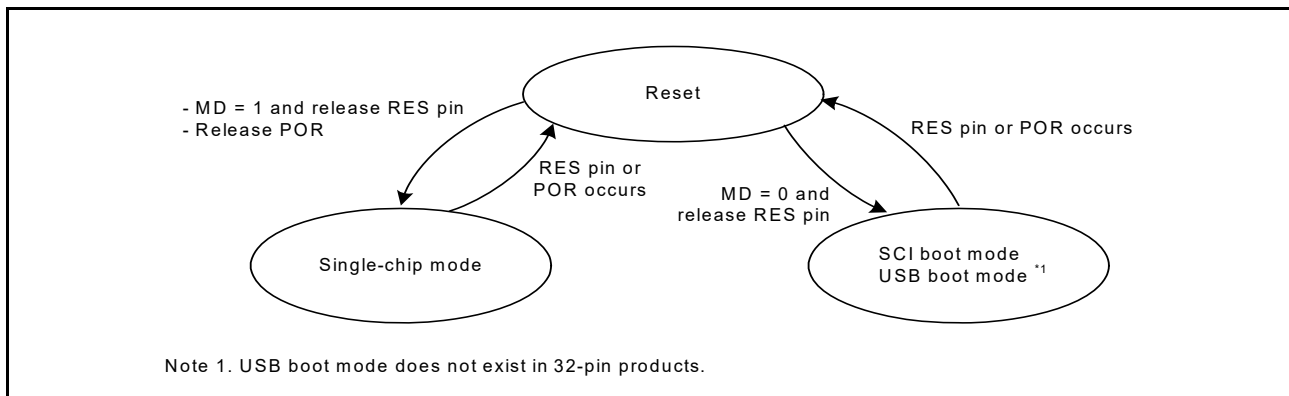 Reset
- MD = 1 and release RES pin
- Release POR
RES pin or POR occurs
RES pin or
POR occurs
MD = 0 and
release RES pin
Single-chip mode
SCI boot mode
USB boot mode *1
Note 1. USB boot mode does not exist in 32-pin products.